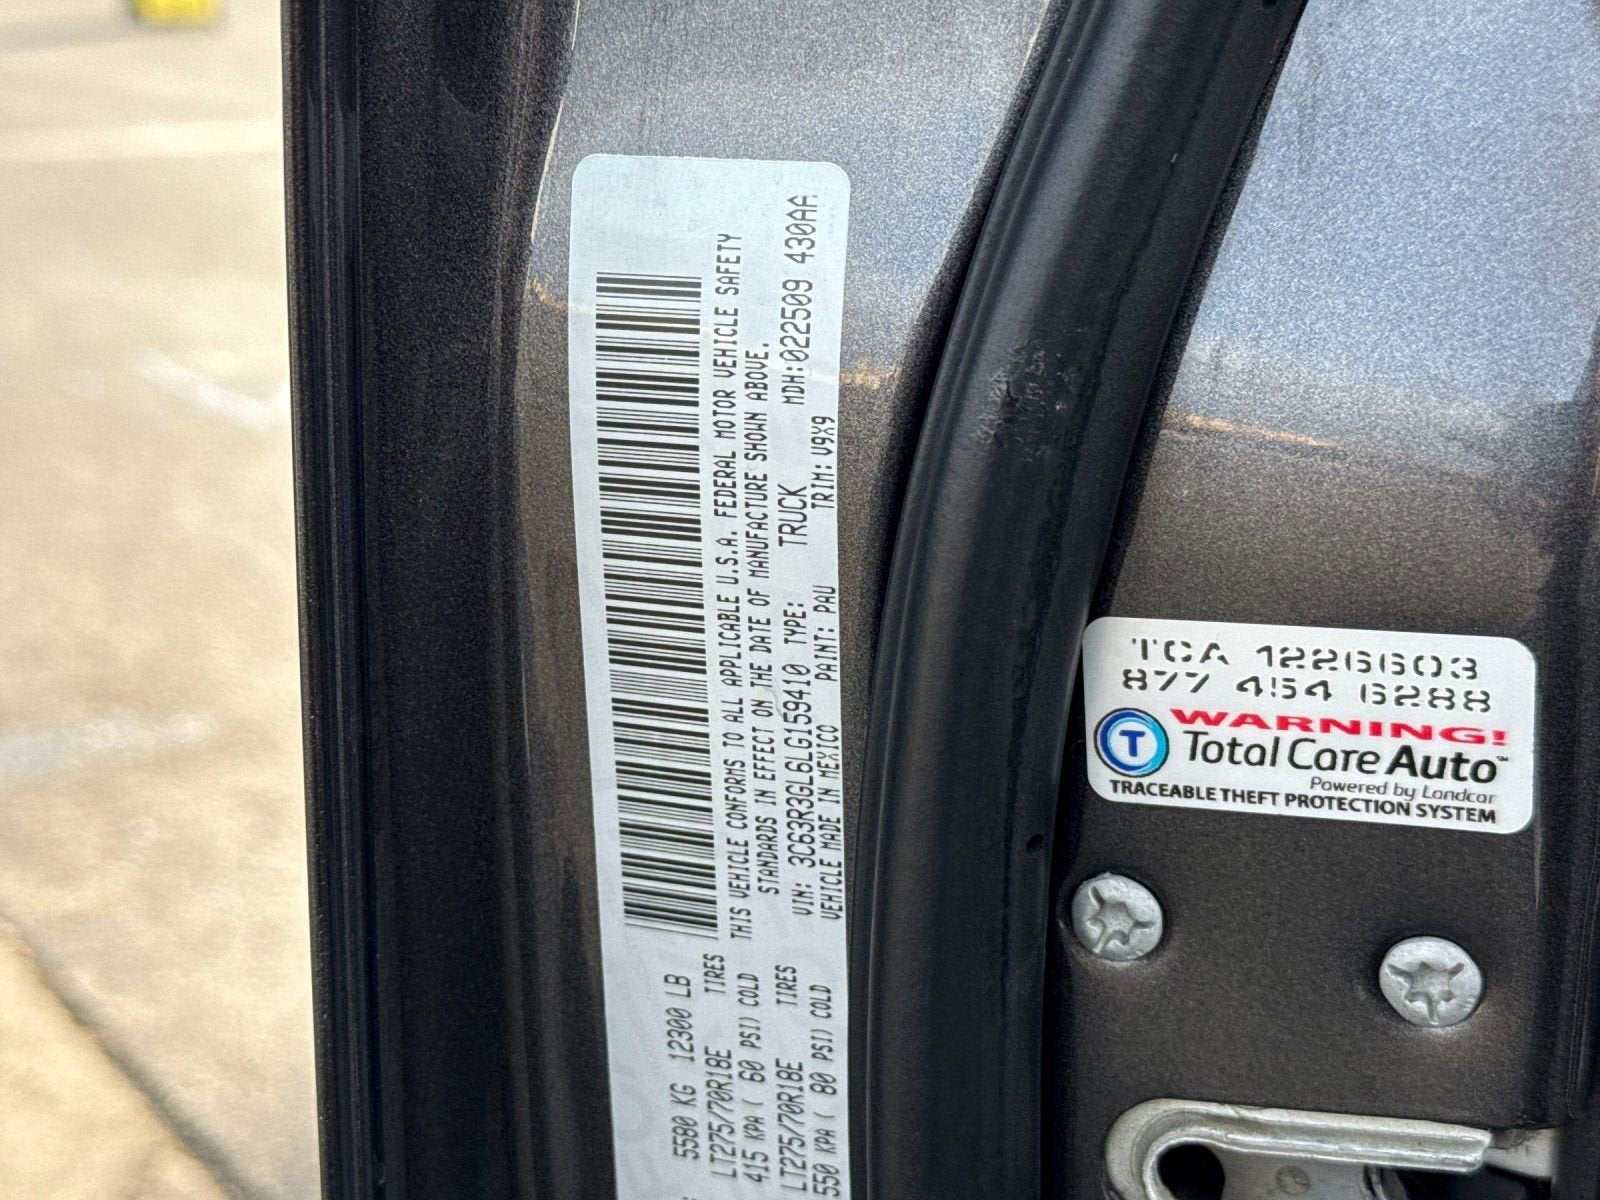 5580 KG 12300 LB
LT275/70R18E TIRES
415 KPA ( 60 PSI) COLD
LT275/70R18E TIRES
550 KPA ( 80 PSI) COLD
THIS VEHICLE CONFORMS TO ALL APPLICABLE U.S.A. FEDERAL MOTOR VEHICLE SAFETY
STANDARDS IN EFFECT ON THE DATE OF MANUFACTURE SHOWN ABOVE.
VIN: 3C63R3GL6LG159410 TYPE: TRUCK MDH:022509 430AA
VEHICLE MADE IN MEXICO PAINT: PAU TRIM: V9X9
TCA 1226603
877 454 6288
WARNING!
T Total Care Auto™
Powered by Landcar
TRACEABLE THEFT PROTECTION SYSTEM